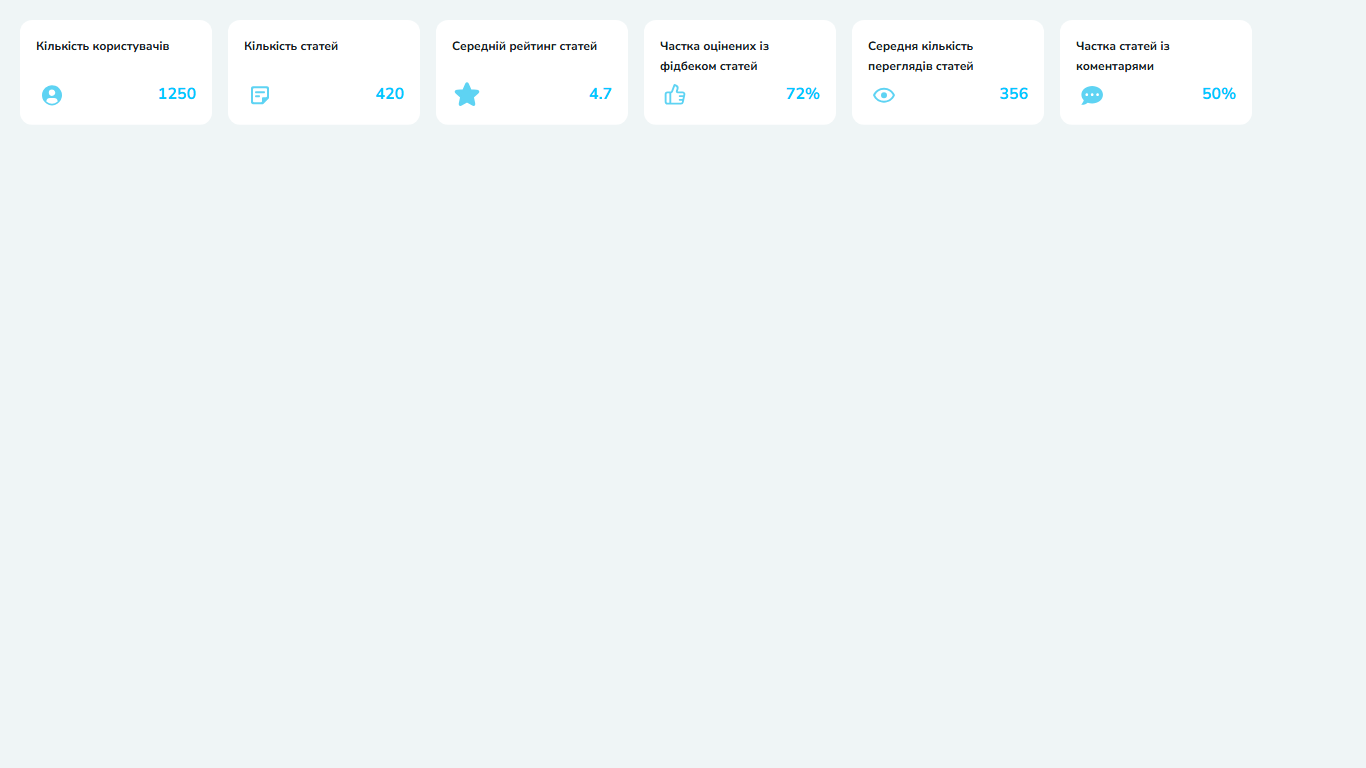 Кількість користувачів
1250
Кількість статей
420
Середній рейтинг статей
4.7
Частка оцінених із
фідбеком статей
72%
Середня кількість
переглядів статей
356
Частка статей із
коментарями
50%